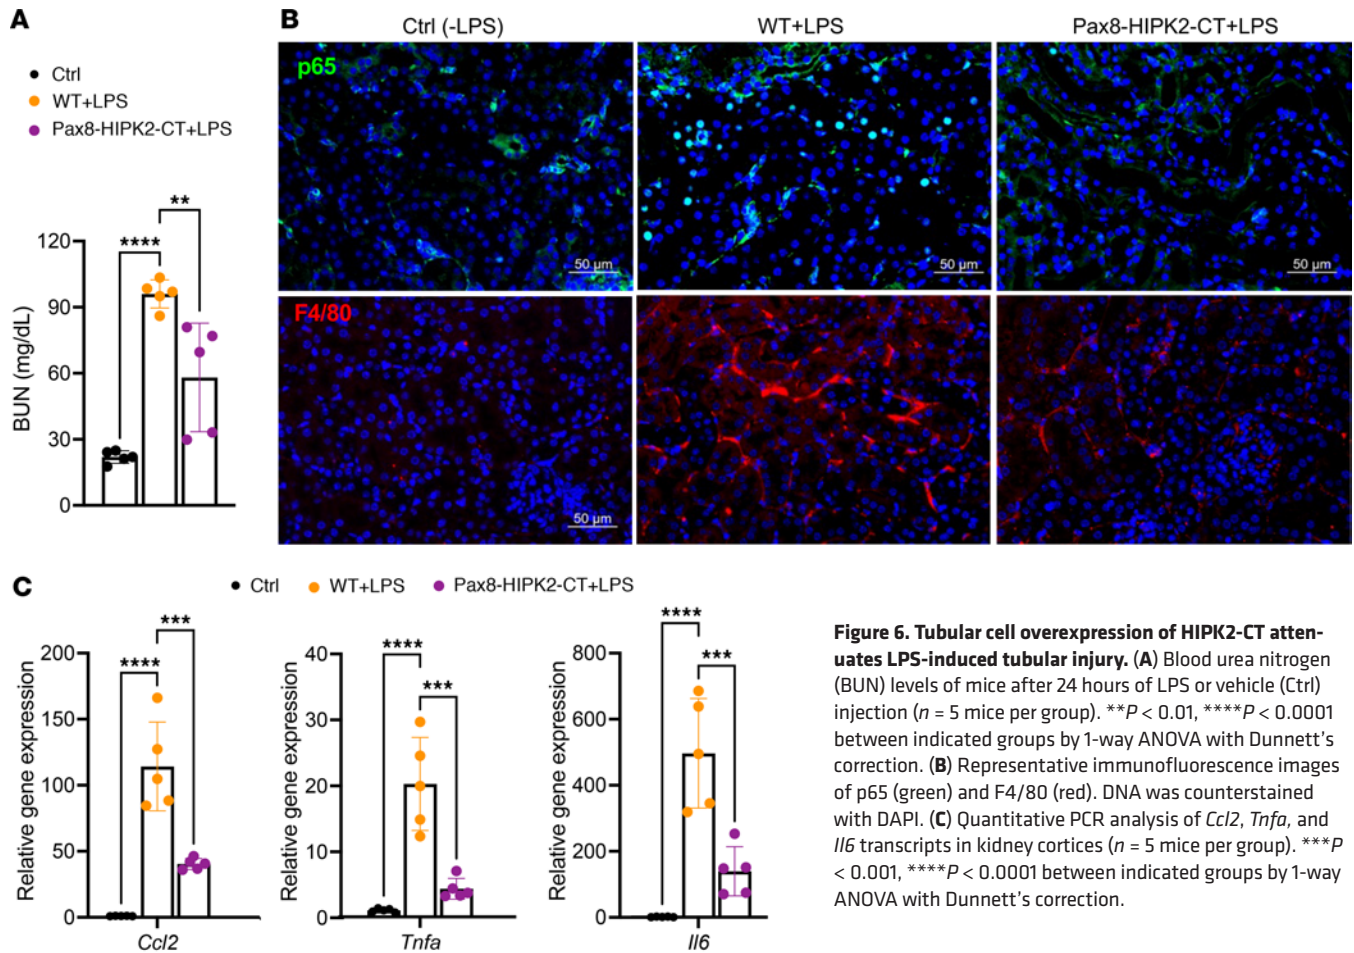 A
Ctrl
WT+LPS
Pax8-HIPK2-CT+LPS
**
****
BUN (mg/dL)
120
90
60
30
0
B
Ctrl (-LPS)
WT+LPS
Pax8-HIPK2-CT+LPS
p65
50 µm
50 µm
50 µm
F4/80
50 µm
C
Ctrl
WT+LPS
Pax8-HIPK2-CT+LPS
Relative gene expression
200
150
100
50
0
***
****
Ccl2
Relative gene expression
40
30
20
10
0
****
***
Tnfa
Relative gene expression
800
600
400
200
0
****
***
Il6
Figure 6. Tubular cell overexpression of HIPK2-CT atten-
uates LPS-induced tubular injury. (A) Blood urea nitrogen
(BUN) levels of mice after 24 hours of LPS or vehicle (Ctrl)
injection (n = 5 mice per group). **P < 0.01, ****P < 0.0001
between indicated groups by 1-way ANOVA with Dunnett's
correction. (B) Representative immunofluorescence images
of p65 (green) and F4/80 (red). DNA was counterstained
with DAPI. (C) Quantitative PCR analysis of Ccl2, Tnfa, and
Il6 transcripts in kidney cortices (n = 5 mice per group). ***P
< 0.001, ****P < 0.0001 between indicated groups by 1-way
ANOVA with Dunnett's correction.